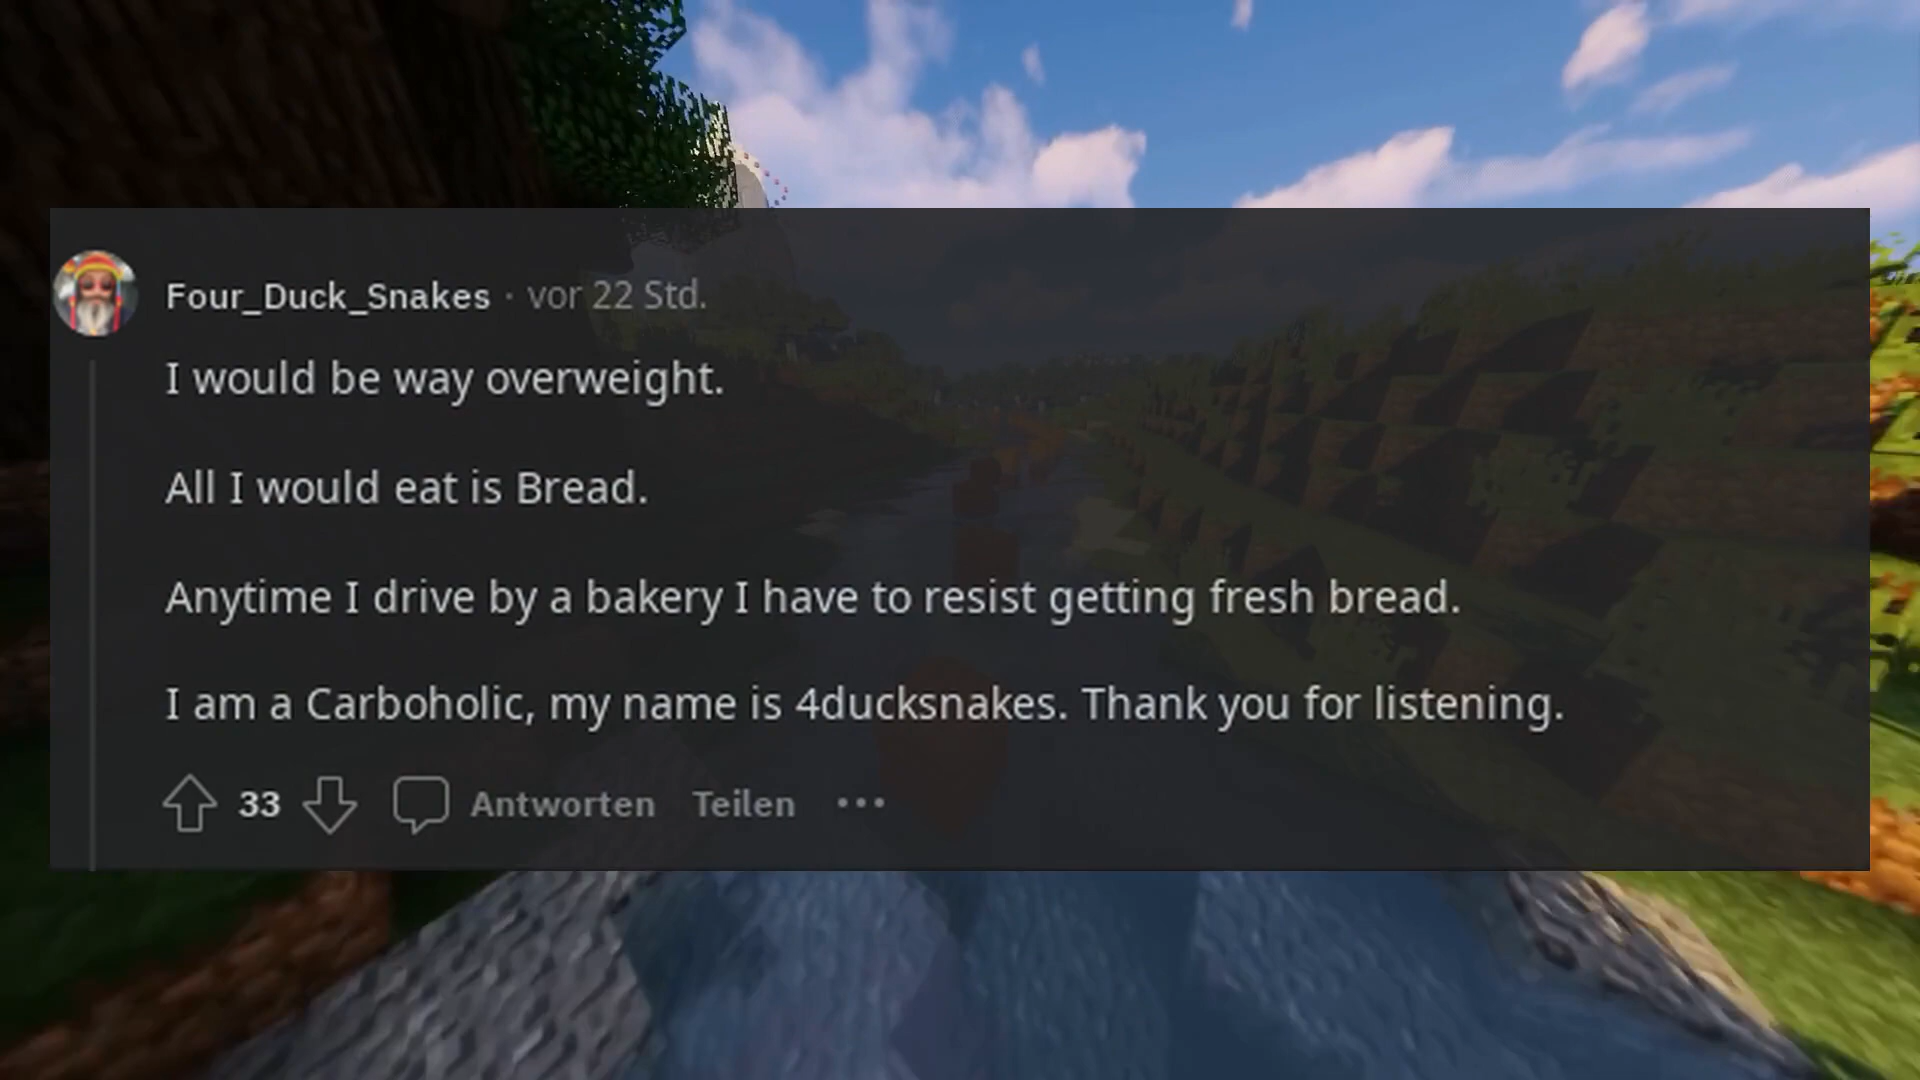 Four_Duck_Snakes · vor 22 Std.
I would be way overweight.
All I would eat is Bread.
Anytime I drive by a bakery I have to resist getting fresh bread.
I am a Carboholic, my name is 4ducksnakes. Thank you for listening.
33 Antworten Teilen ...